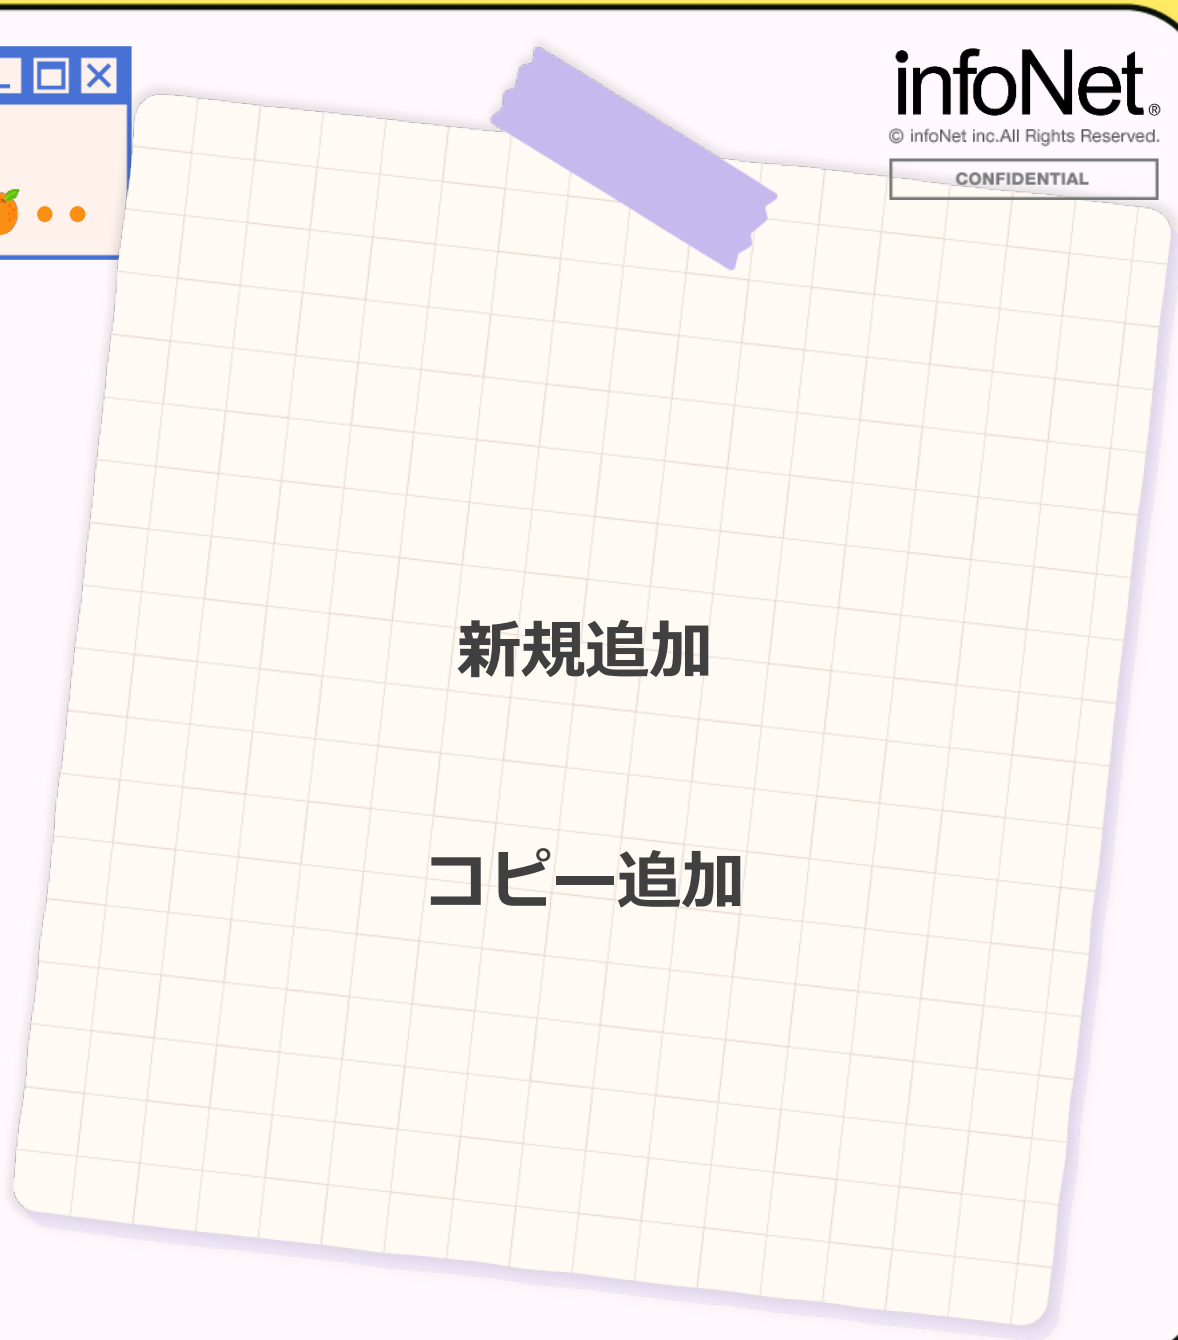 infoNet®
© infoNet inc.All Rights Reserved.
CONFIDENTIAL
新規追加
コピー追加